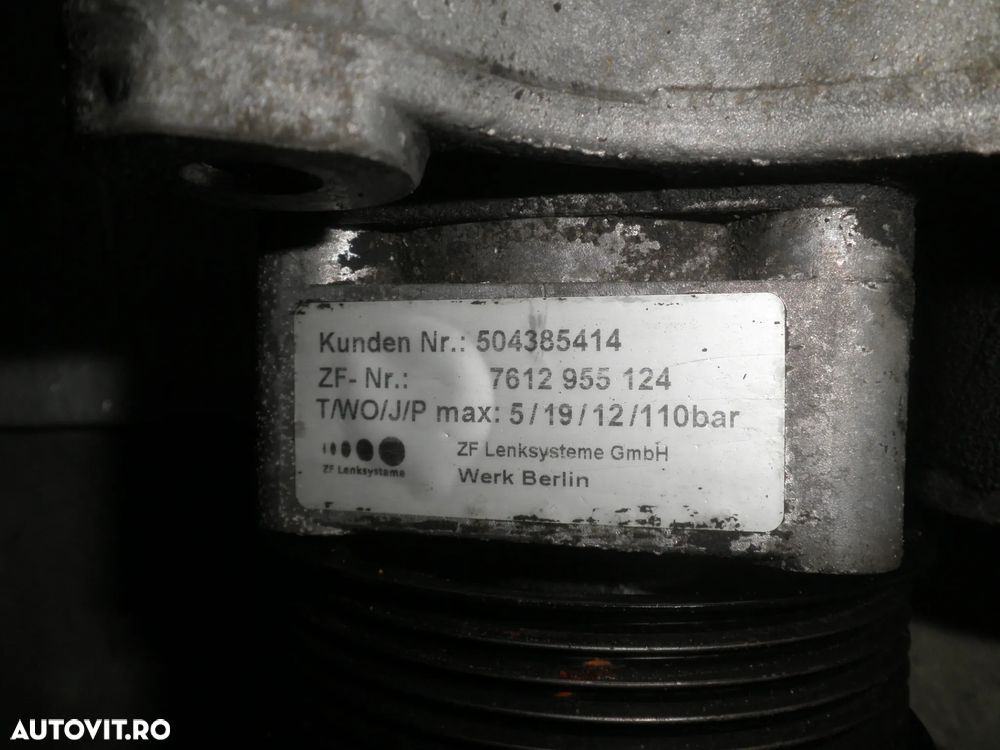 Kunden Nr.: 504385414
ZF- Nr.: 7612 955 124
T/WO/J/P max: 5/19/12/110bar
ZF Lenksysteme GmbH
ZF Lenksysteme
Werk Berlin
AUTOVIT.RO